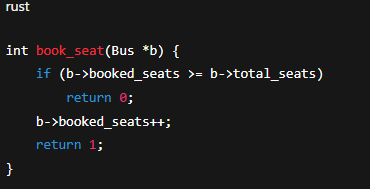 rust
int book_seat(Bus *b) {
    if (b->booked_seats >= b->total_seats)
        return 0;
    b->booked_seats++;
    return 1;
}